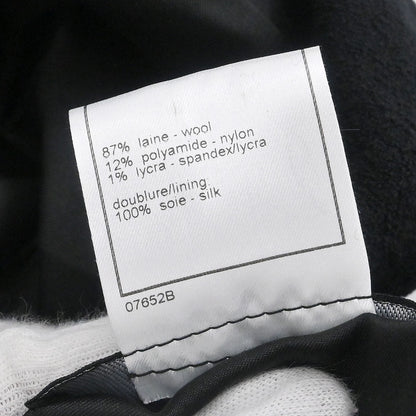 87% laine - wool
12% polyamide - nylon
1% lycra - spandex/lycra
doublure/lining
100% soie - silk
07652B